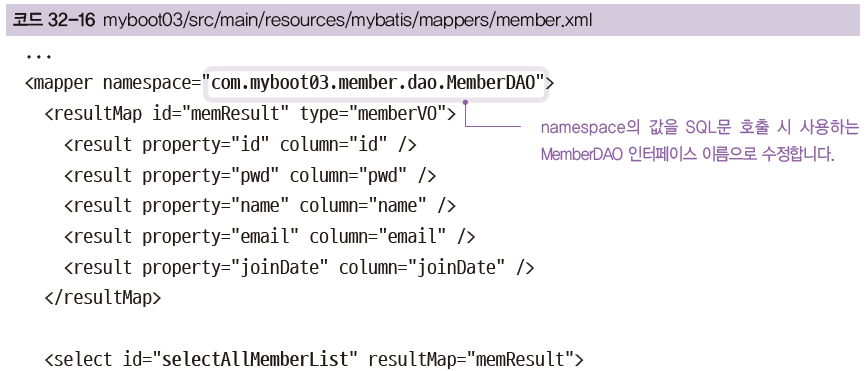 코드 32-16 myboot03/src/main/resources/mybatis/mappers/member.xml
...
<mapper namespace="com.myboot03.member.dao.MemberDAO">
<resultMap id="memResult" type="memberVO">
namespace의 값을 SQL문 호출 시 사용하는
MemberDAO 인터페이스 이름으로 수정합니다.
<result property="id" column="id" />
<result property="pwd" column="pwd" />
<result property="name" column="name" />
<result property="email" column="email" />
<result property="joinDate" column="joinDate" />
</resultMap>
<select id="selectAllMemberList" resultMap="memResult">